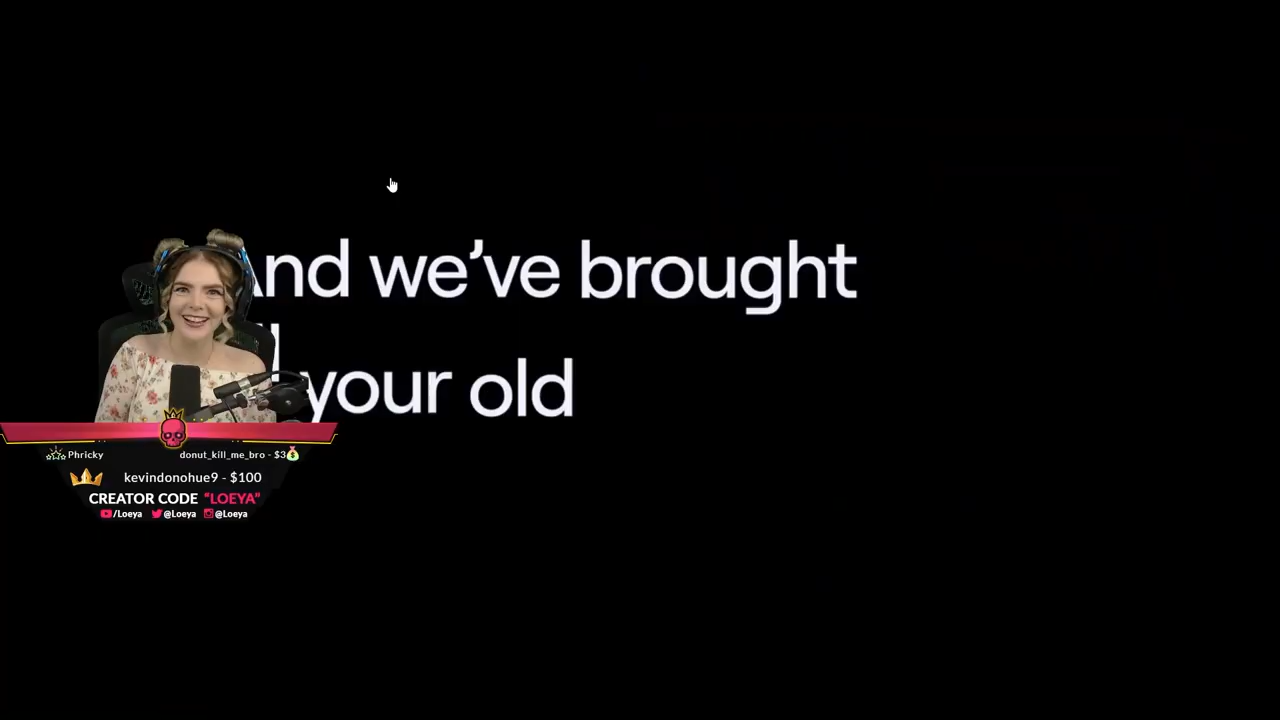 And we've brought
your old
Phricky
donut_kill_me_bro - $3
kevindonohue9 - $100
CREATOR CODE "LOEYA"
/Loeya @Loeya @Loeya